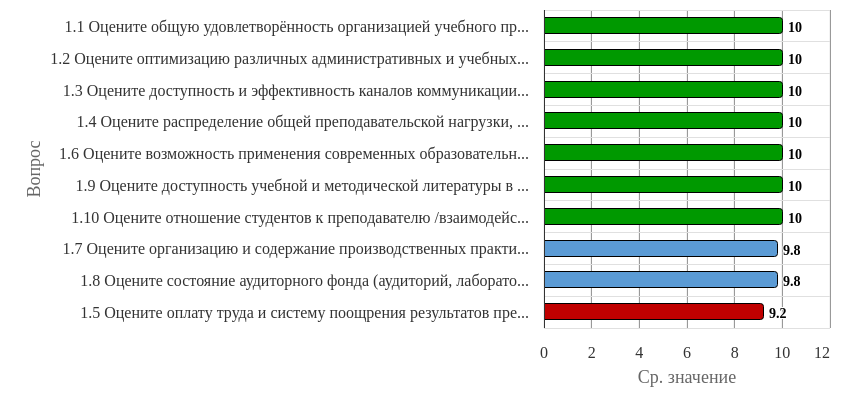 1.1 Оцените общую удовлетворённость организацией учебного пр... 10
1.2 Оцените оптимизацию различных административных и учебных... 10
1.3 Оцените доступность и эффективность каналов коммуникации... 10
1.4 Оцените распределение общей преподавательской нагрузки, ... 10
1.6 Оцените возможность применения современных образовательн... 10
1.9 Оцените доступность учебной и методической литературы в ... 10
1.10 Оцените отношение студентов к преподавателю /взаимодейс... 10
1.7 Оцените организацию и содержание производственных практи... 9.8
1.8 Оцените состояние аудиторного фонда (аудиторий, лаборато... 9.8
1.5 Оцените оплату труда и систему поощрения результатов пре... 9.2
Вопрос
0 2 4 6 8 10 12
Ср. значение